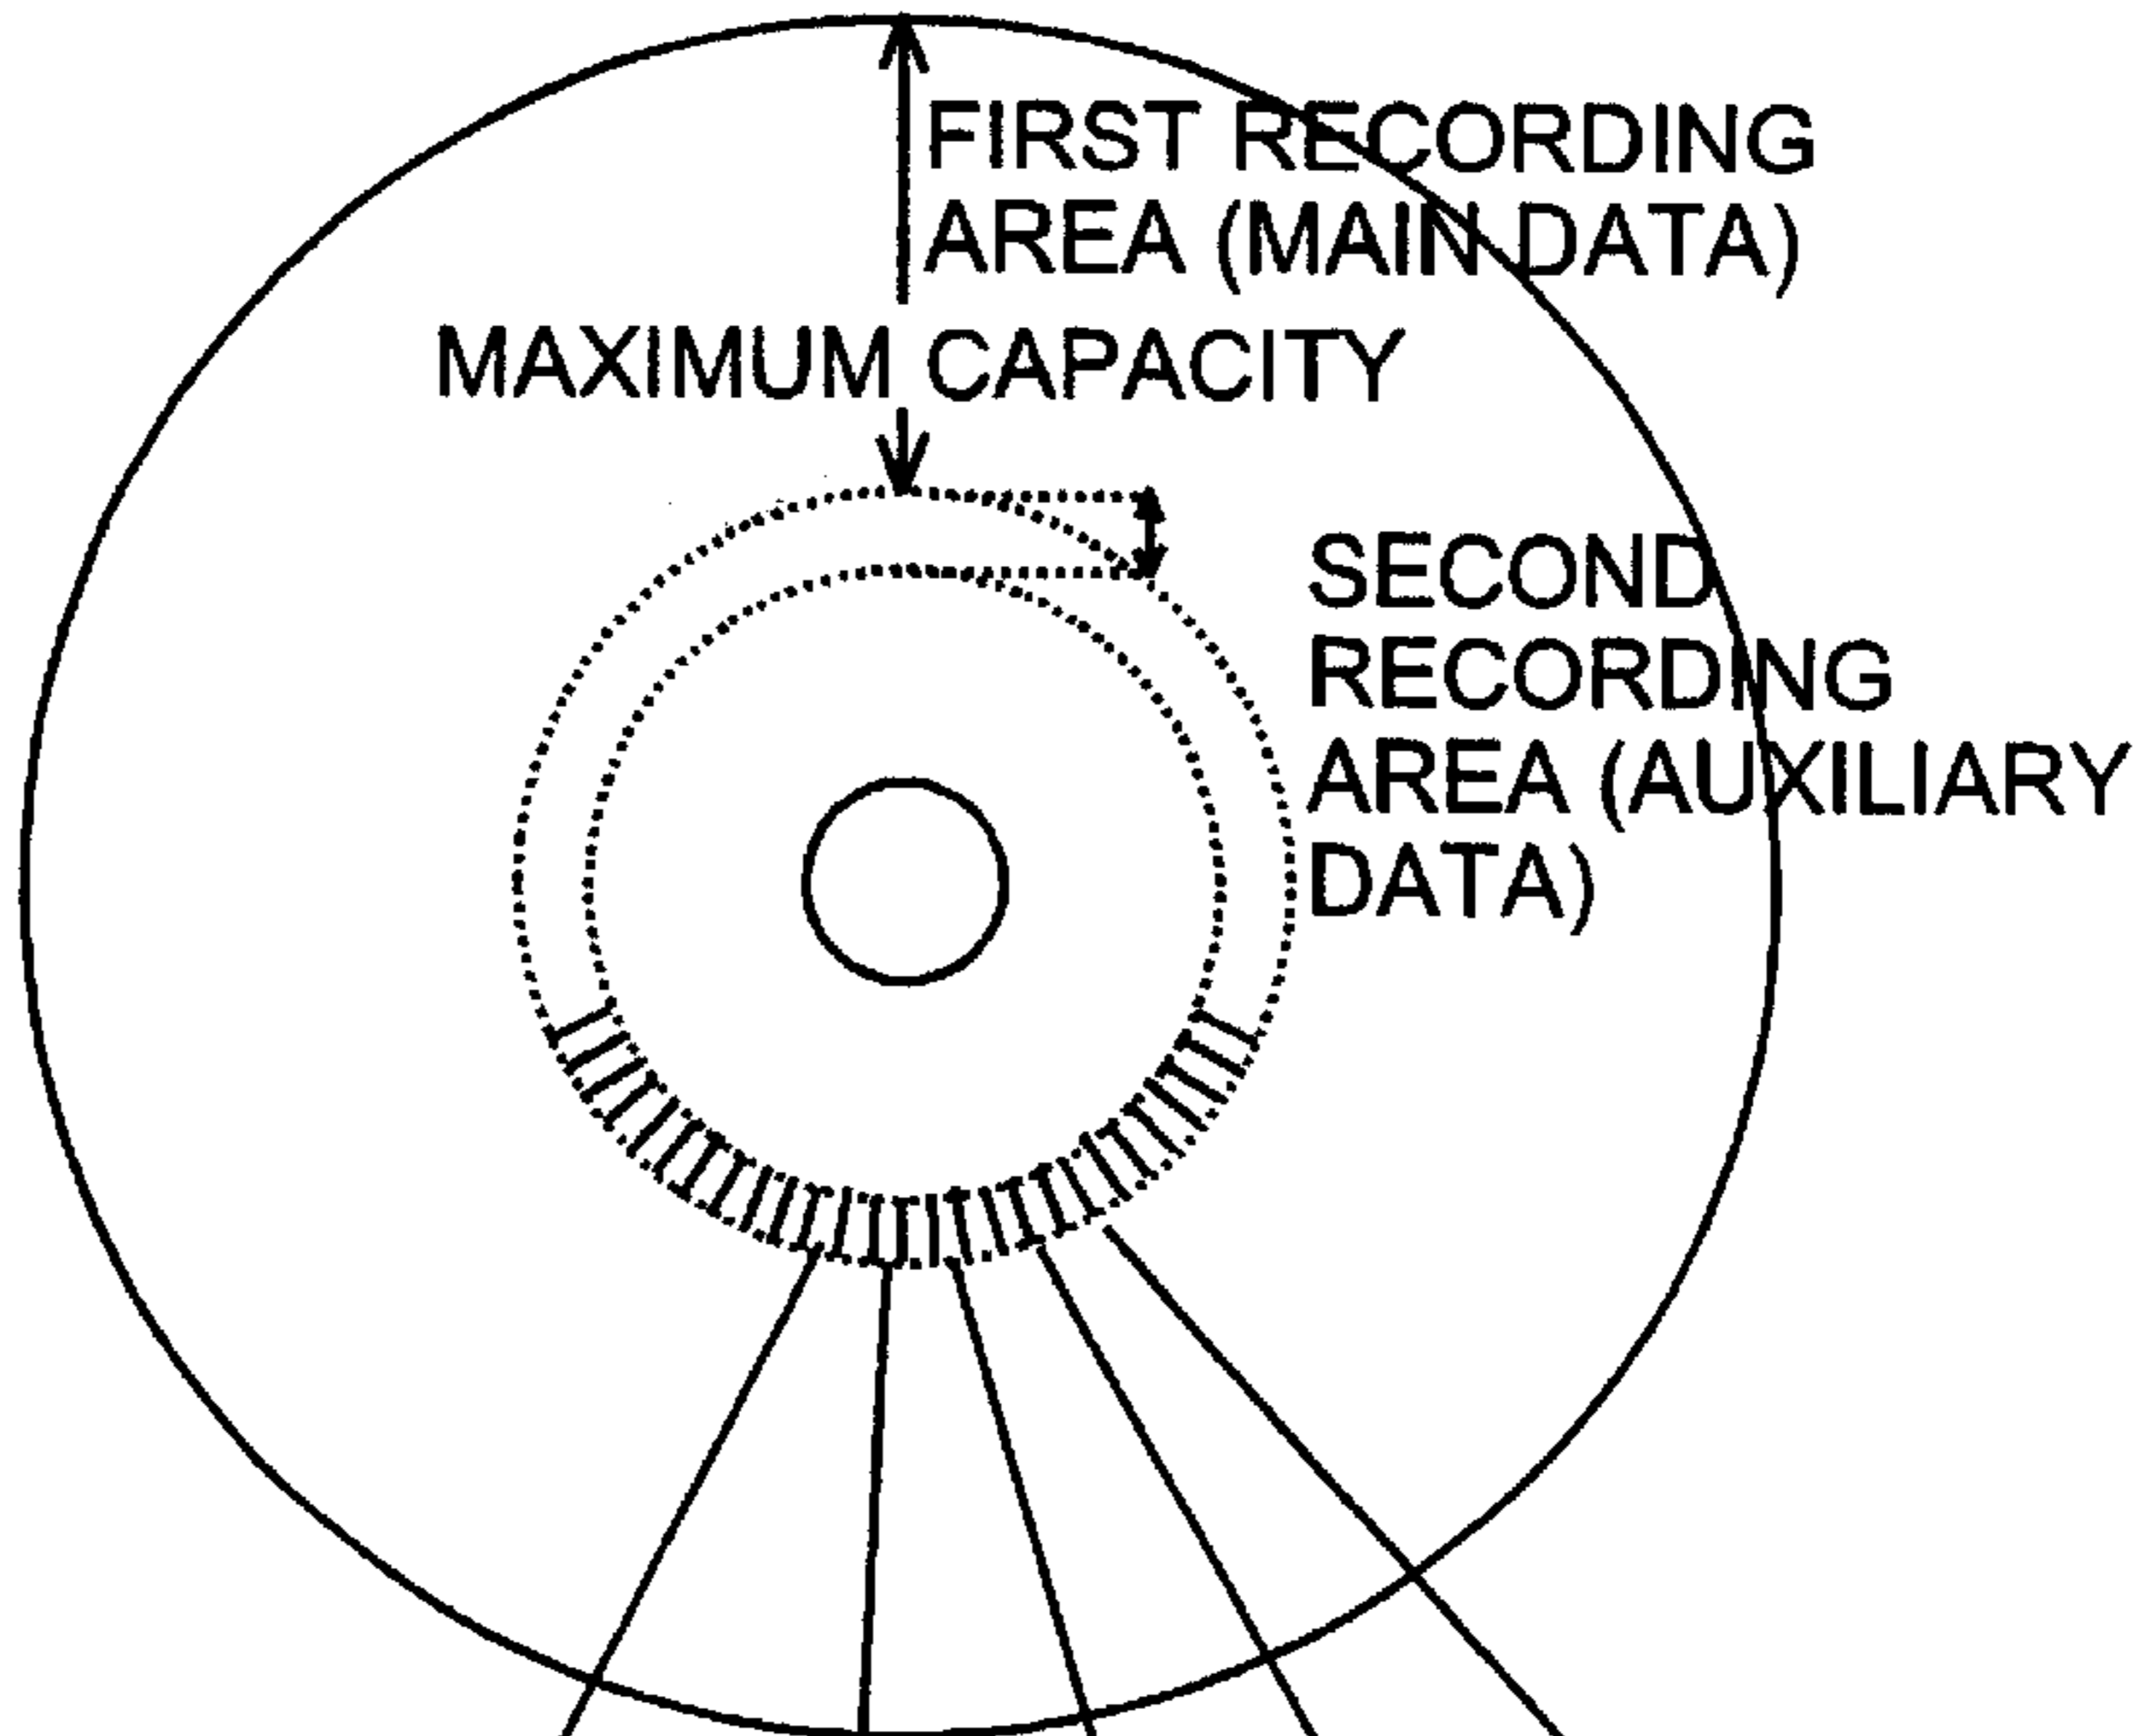 FIRST RECORDING
AREA (MAIN DATA)
MAXIMUM CAPACITY
SECOND
RECORDING
AREA (AUXILIARY
DATA)